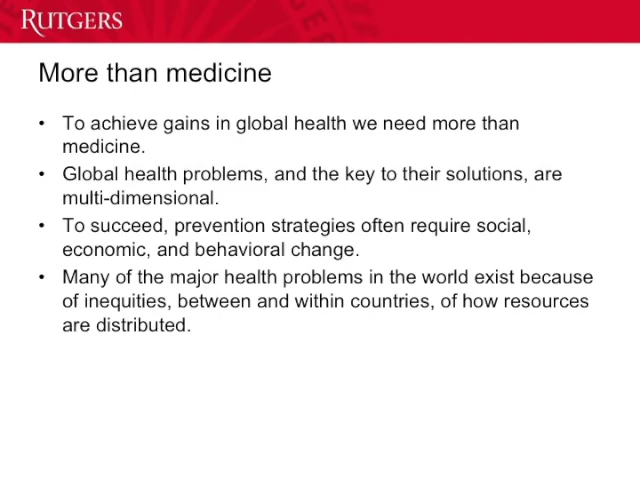 RUTGERS
More than medicine
• To achieve gains in global health we need more than
medicine.
• Global health problems, and the key to their solutions, are
multi-dimensional.
• To succeed, prevention strategies often require social,
economic, and behavioral change.
• Many of the major health problems in the world exist because
of inequities, between and within countries, of how resources
are distributed.